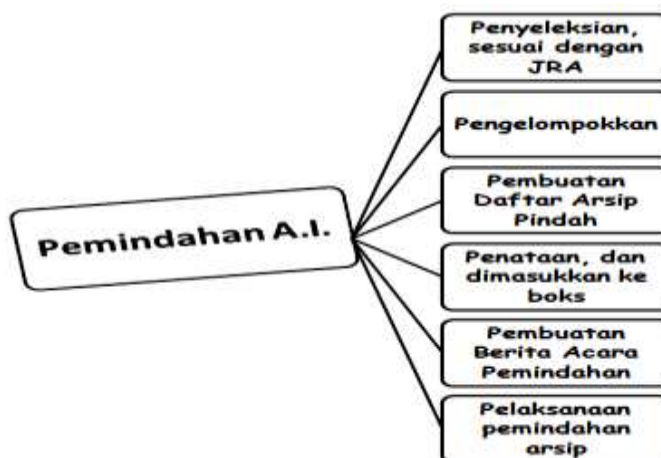 Penyeleksian,
sesuai dengan
JRA
Pengelompokkan
Pembuatan
Daftar Arsip
Pindah
Pemindahan A.I.
Penataan, dan
dimasukkan ke
boks
Pembuatan
Berita Acara
Pemindahan
Pelaksanaan
pemindahan
arsip